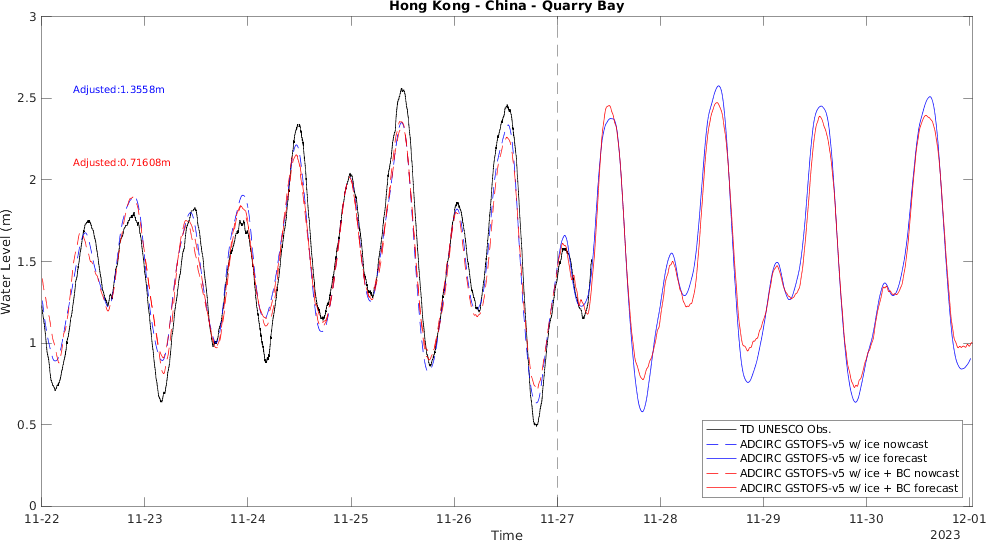 Hong Kong - China - Quarry Bay
3
2.5
2
1.5
1
0.5
0
Water Level (m)
Adjusted:1.3558m
Adjusted:0.71608m
TD UNESCO Obs.
ADCIRC GSTOFS-v5 w/ ice nowcast
ADCIRC GSTOFS-v5 w/ ice forecast
ADCIRC GSTOFS-v5 w/ ice + BC nowcast
ADCIRC GSTOFS-v5 w/ ice + BC forecast
11-22 11-23 11-24 11-25 11-26 11-27 11-28 11-29 11-30 12-01
Time
2023